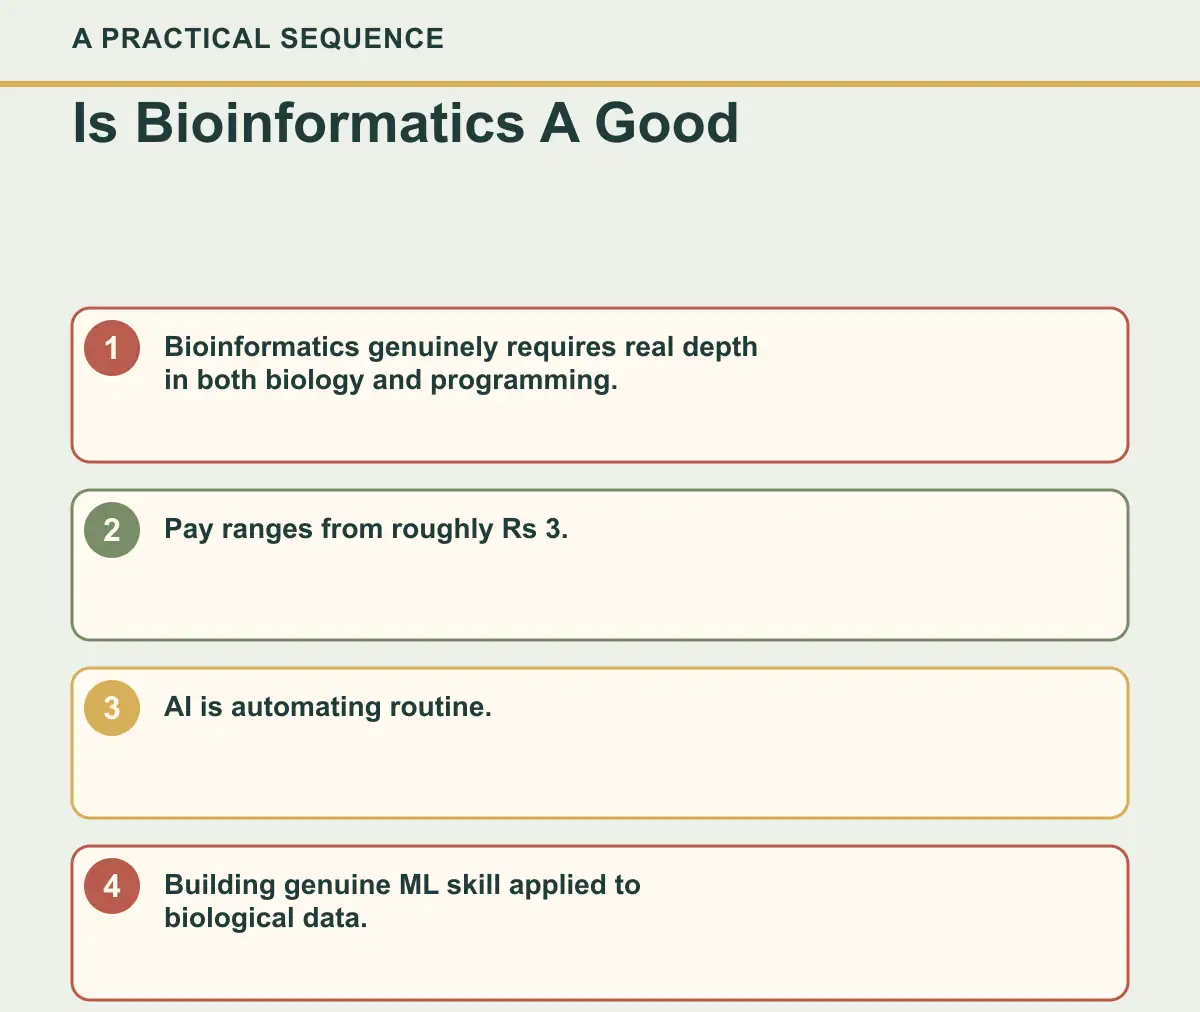 A PRACTICAL SEQUENCE
Is Bioinformatics A Good
1
Bioinformatics genuinely requires real depth
in both biology and programming.
2
Pay ranges from roughly Rs 3.
3
AI is automating routine.
4
Building genuine ML skill applied to
biological data.